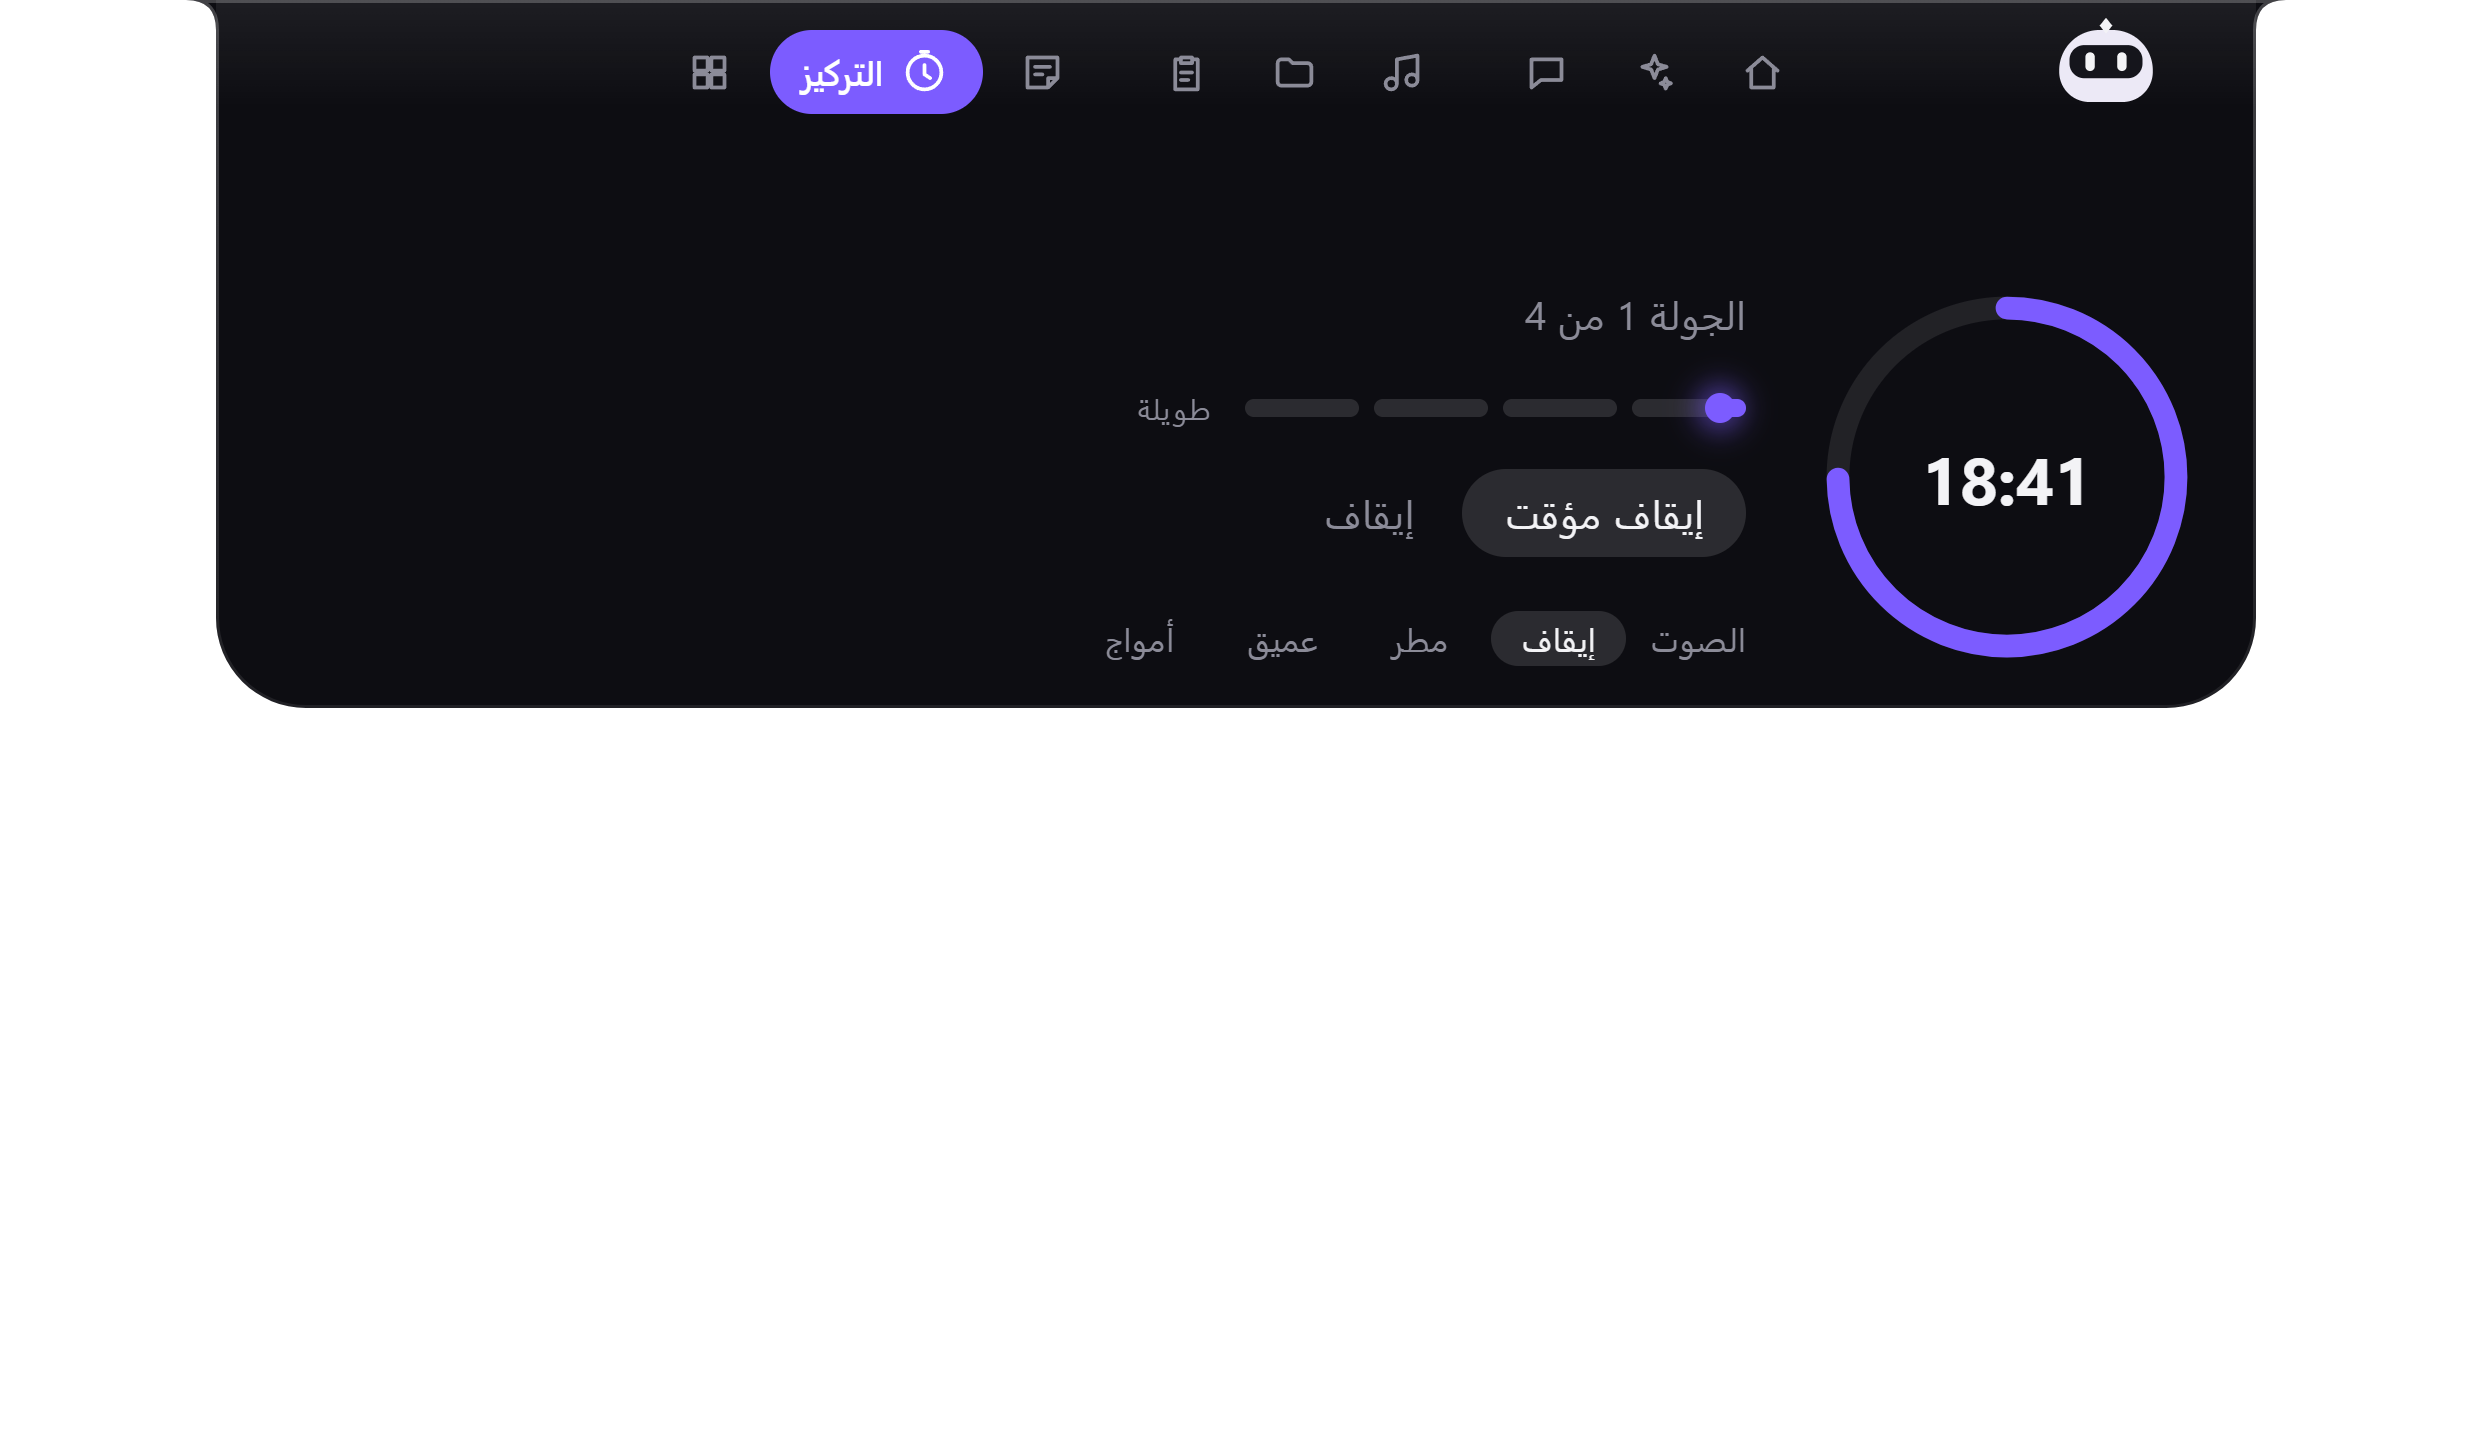 التركيز
الجولة 1 من 4
طويلة
18:41
إيقاف مؤقت
إيقاف
الصوت
إيقاف
مطر
عميق
أمواج